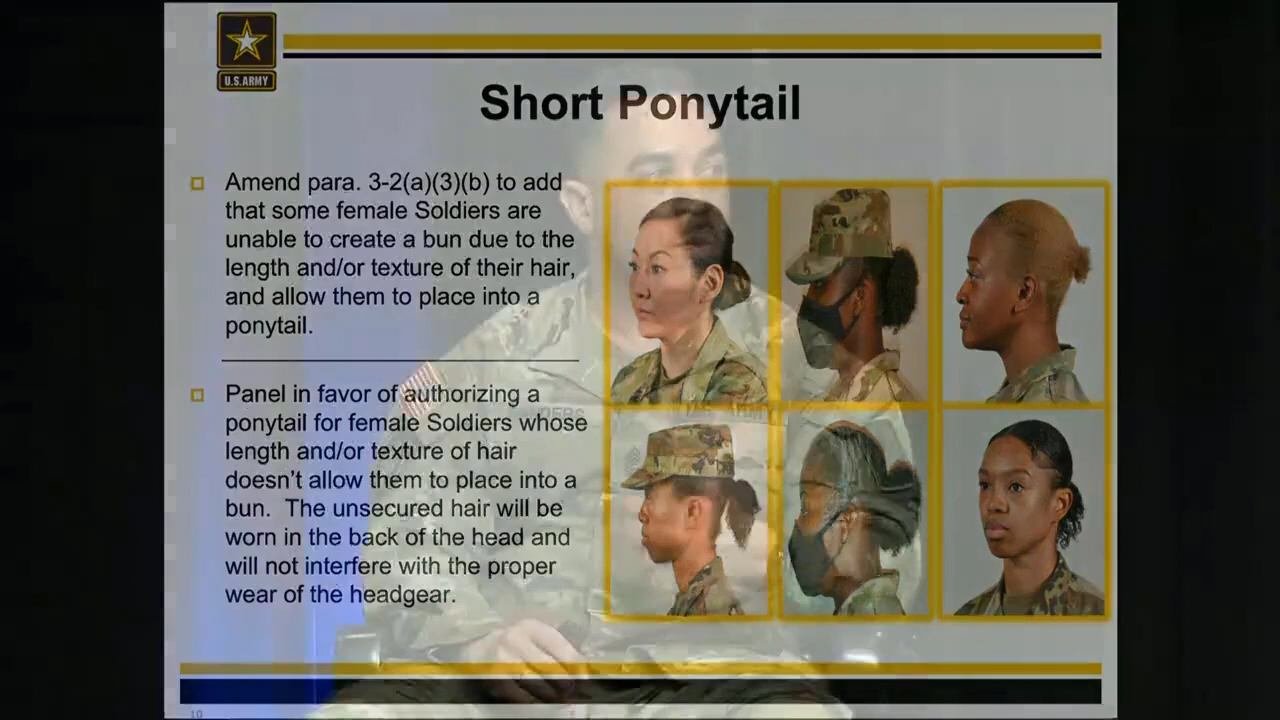 U.S.ARMY
Short Ponytail
Amend para. 3-2(a)(3)(b) to add
that some female Soldiers are
unable to create a bun due to the
length and/or texture of their hair,
and allow them to place into a
ponytail.
Panel in favor of authorizing a
ponytail for female Soldiers whose
length and/or texture of hair
doesn't allow them to place into a
bun.  The unsecured hair will be
worn in the back of the head and
will not interfere with the proper
wear of the headgear.
U.S. ARMY
10